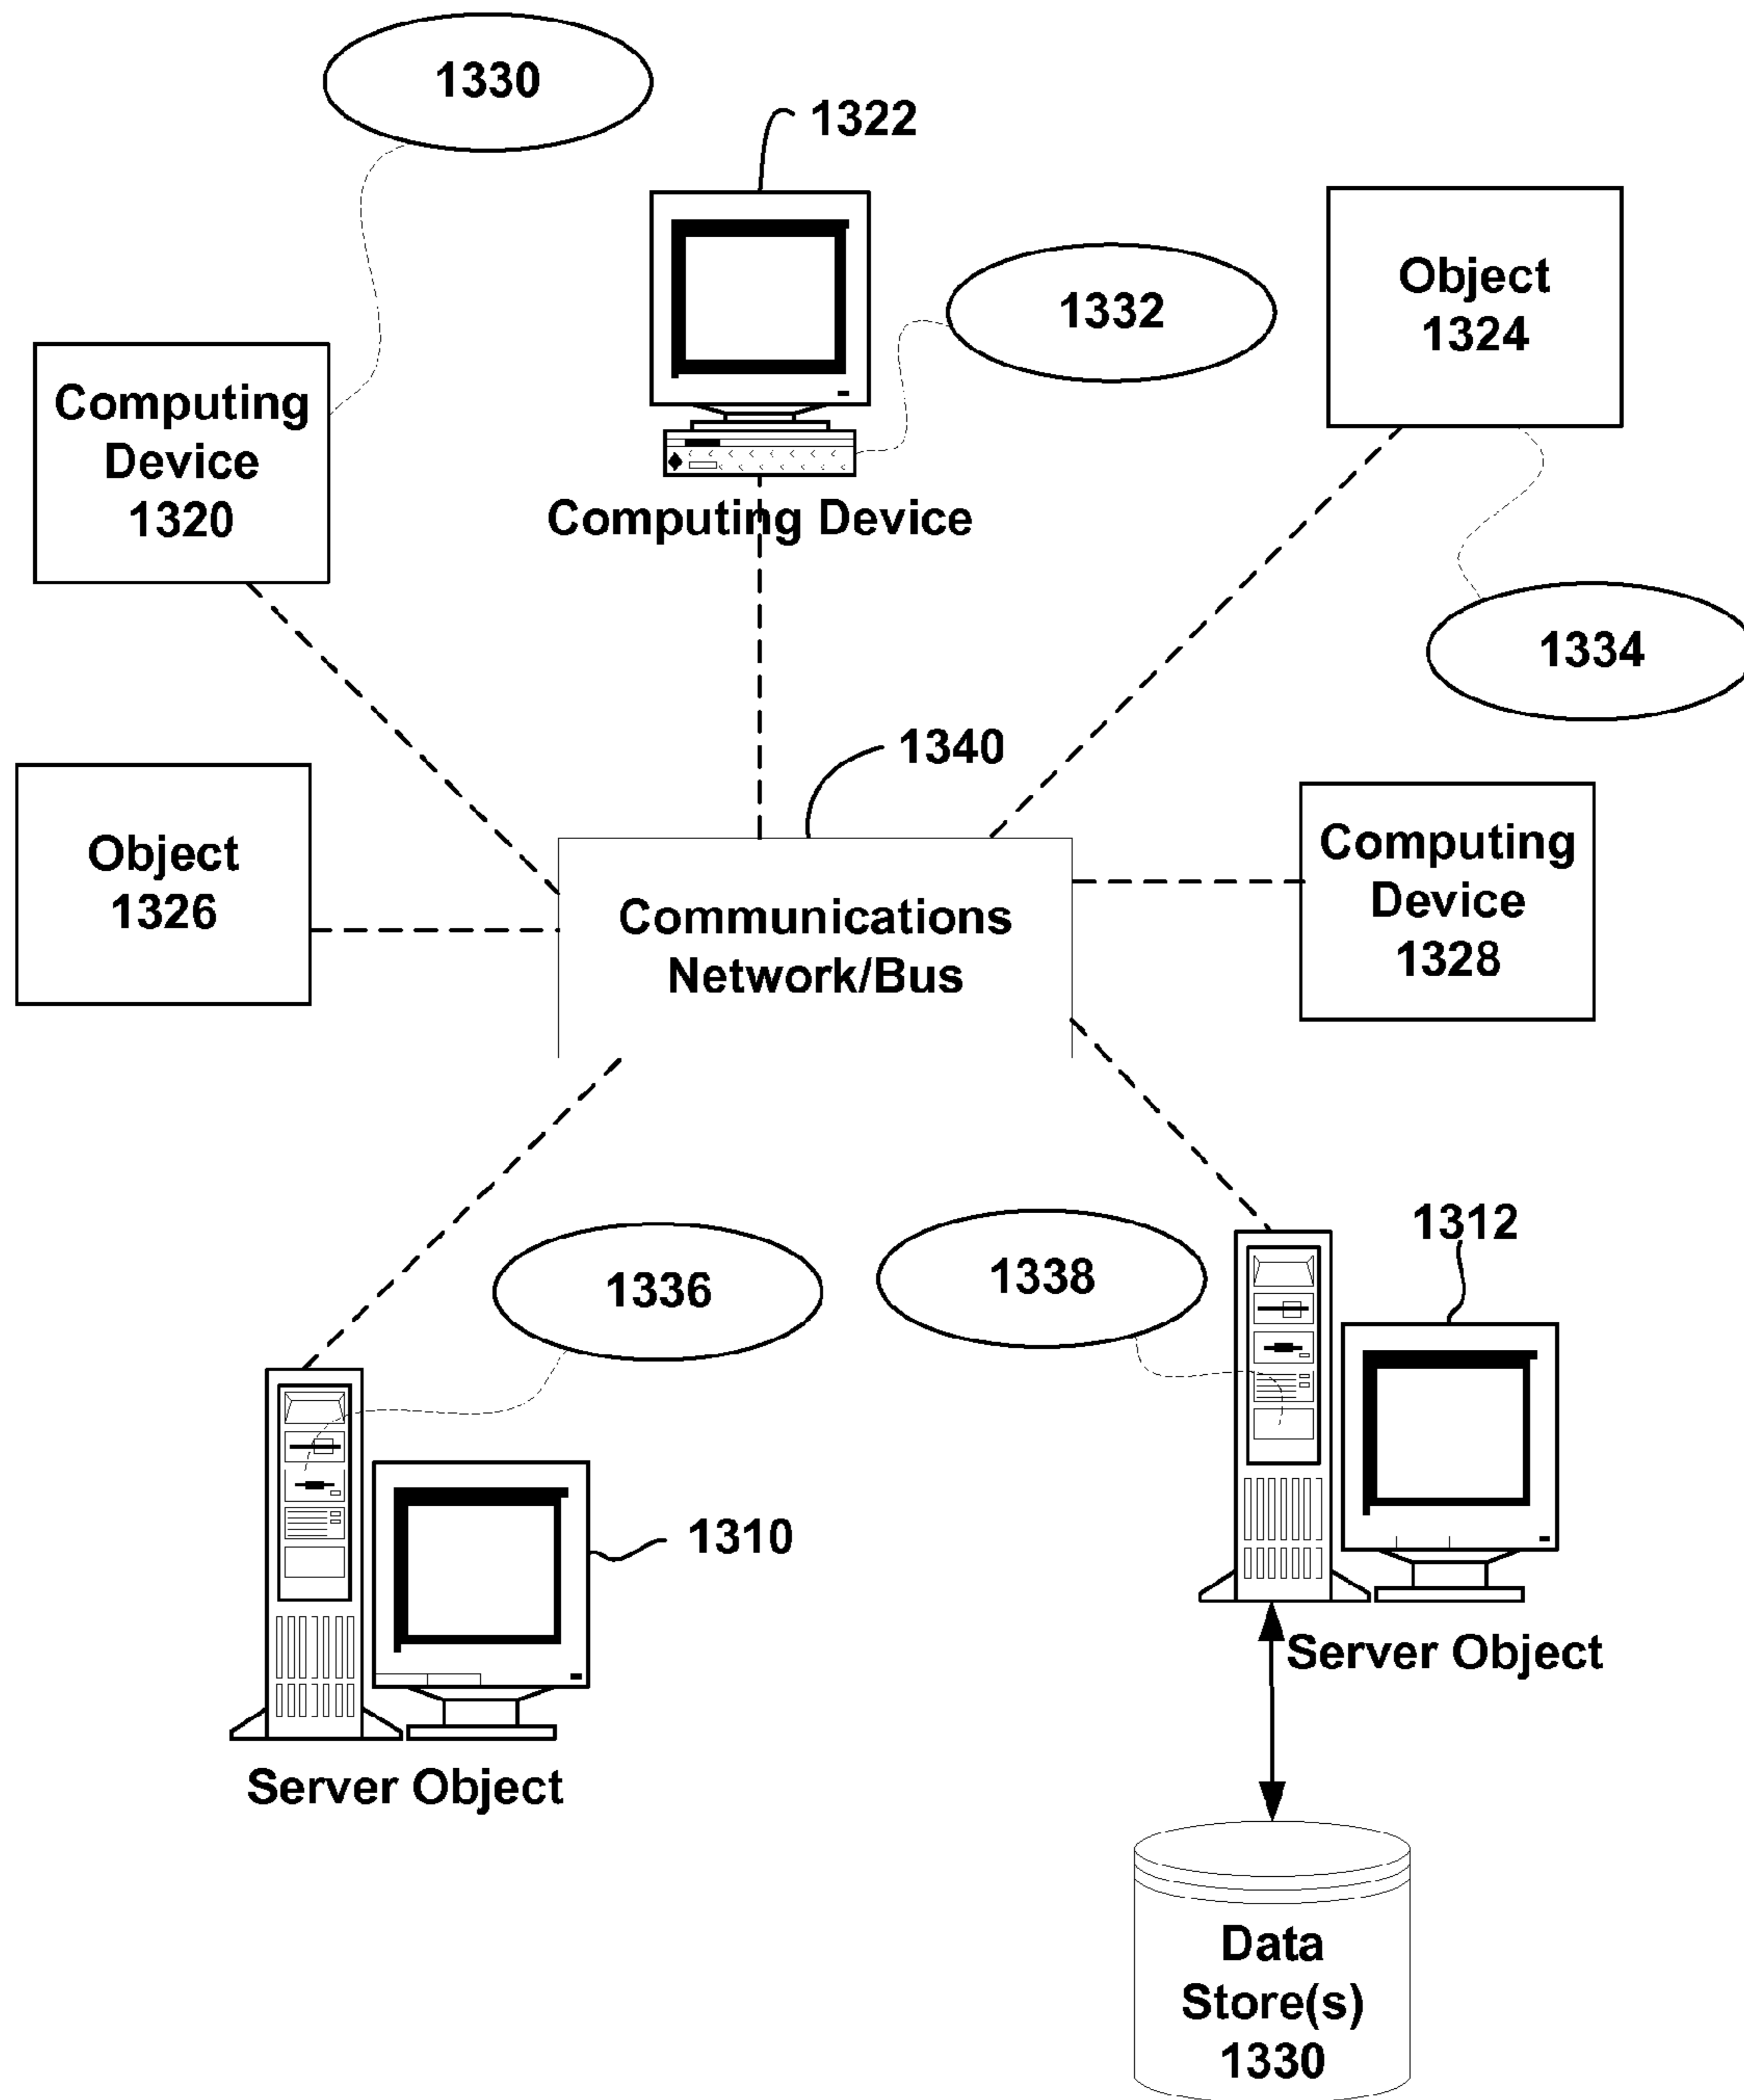 1330
1322
1332
Object
1324
Computing
Device
1320
Computing Device
1334
1340
Object
1326
Computing
Device
1328
Communications
Network/Bus
1336
1338
1312
1310
Server Object
Server Object
Data
Store(s)
1330